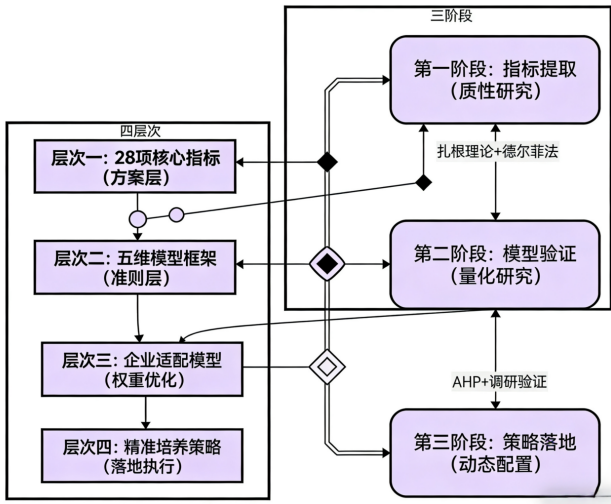 三阶段
第一阶段：指标提取
（质性研究）
扎根理论+德尔菲法
第二阶段：模型验证
（量化研究）
AHP+调研验证
第三阶段：策略落地
（动态配置）
四层次
层次一：28项核心指标
（方案层）
层次二：五维模型框架
（准则层）
层次三：企业适配模型
（权重优化）
层次四：精准培养策略
（落地执行）